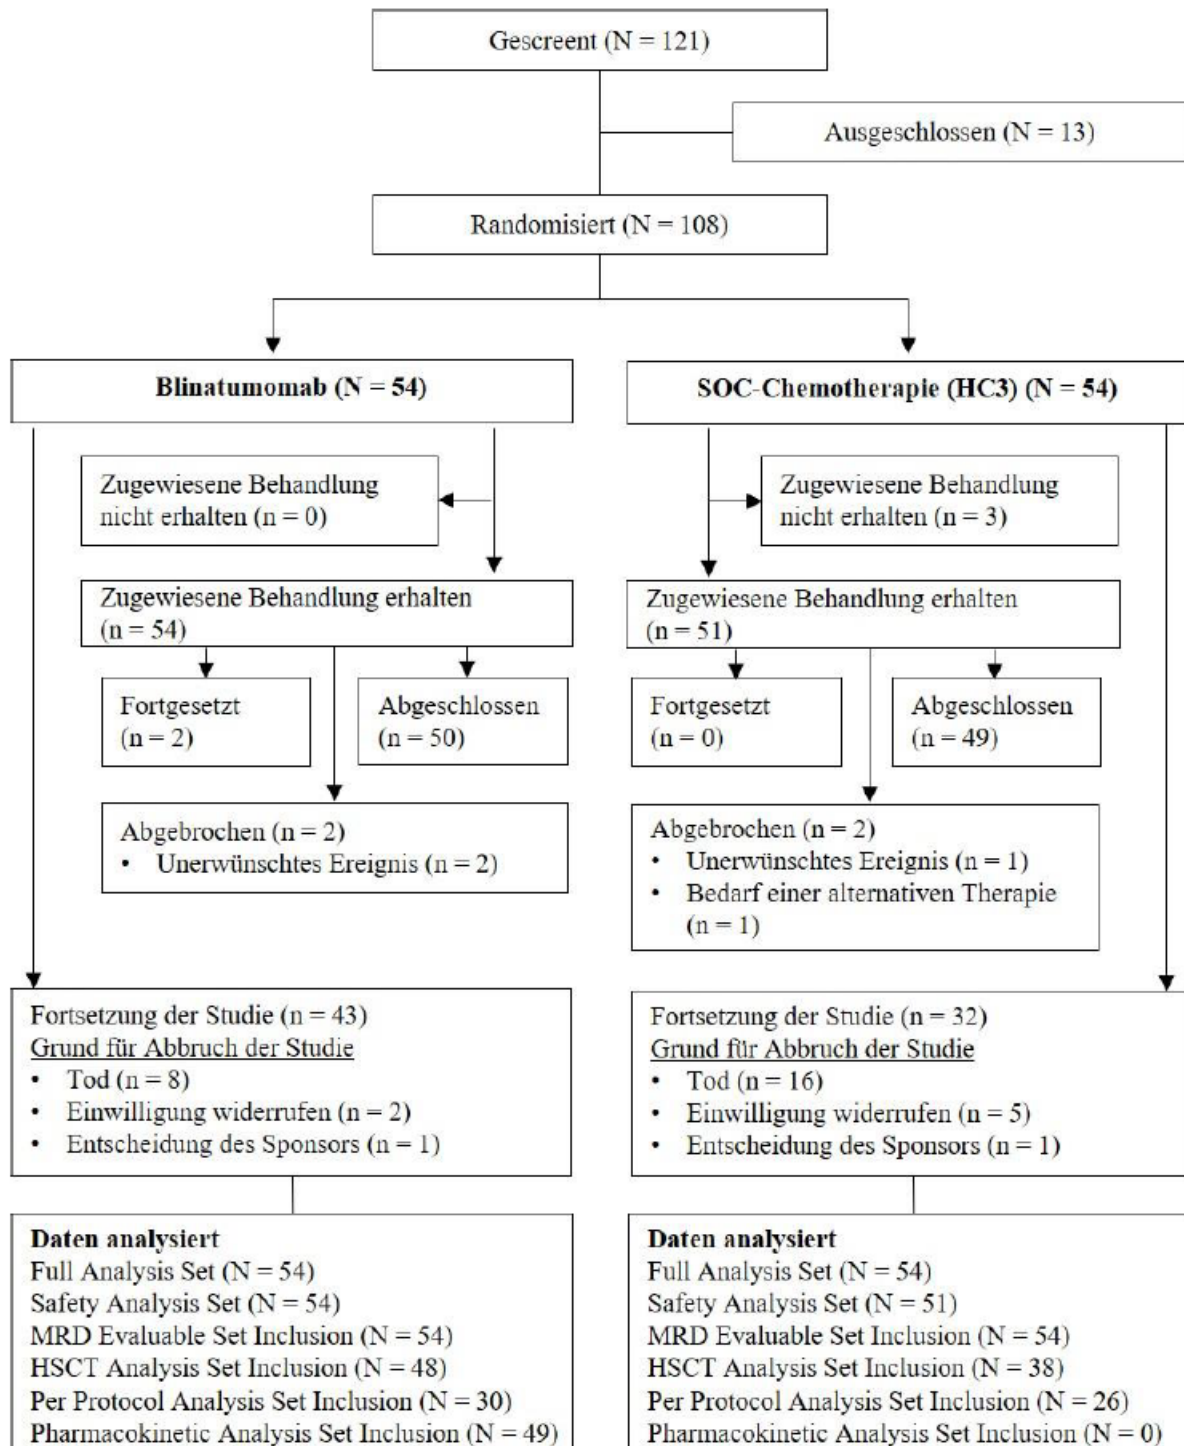 Gescreent (N = 121)
Ausgeschlossen (N = 13)
Randomisiert (N = 108)
Blinatumomab (N = 54)
Zugewiesene Behandlung
nicht erhalten (n = 0)
Zugewiesene Behandlung erhalten
(n = 54)
Fortgesetzt
(n = 2)
Abgeschlossen
(n = 50)
Abgebrochen (n = 2)
• Unerwünschtes Ereignis (n = 2)
Fortsetzung der Studie (n = 43)
Grund für Abbruch der Studie
• Tod (n = 8)
• Einwilligung widerrufen (n = 2)
• Entscheidung des Sponsors (n = 1)
Daten analysiert
Full Analysis Set (N = 54)
Safety Analysis Set (N = 54)
MRD Evaluable Set Inclusion (N = 54)
HSCT Analysis Set Inclusion (N = 48)
Per Protocol Analysis Set Inclusion (N = 30)
Pharmacokinetic Analysis Set Inclusion (N = 49)
SOC-Chemotherapie (HC3) (N = 54)
Zugewiesene Behandlung
nicht erhalten (n = 3)
Zugewiesene Behandlung erhalten
(n = 51)
Fortgesetzt
(n = 0)
Abgeschlossen
(n = 49)
Abgebrochen (n = 2)
• Unerwünschtes Ereignis (n = 1)
• Bedarf einer alternativen Therapie
(n = 1)
Fortsetzung der Studie (n = 32)
Grund für Abbruch der Studie
• Tod (n = 16)
• Einwilligung widerrufen (n = 5)
• Entscheidung des Sponsors (n = 1)
Daten analysiert
Full Analysis Set (N = 54)
Safety Analysis Set (N = 51)
MRD Evaluable Set Inclusion (N = 54)
HSCT Analysis Set Inclusion (N = 38)
Per Protocol Analysis Set Inclusion (N = 26)
Pharmacokinetic Analysis Set Inclusion (N = 0)